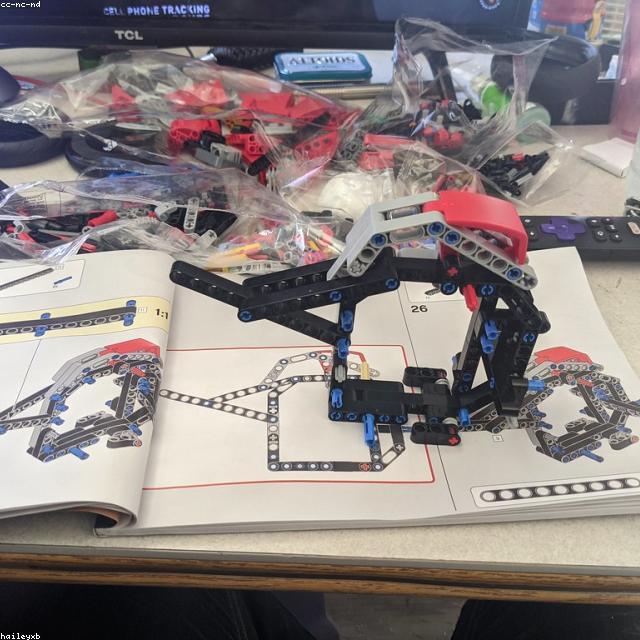 cc-nc-nd
CELL PHONE TRACKING
TCL
ALTOIDS
1:1
26
haileyxb